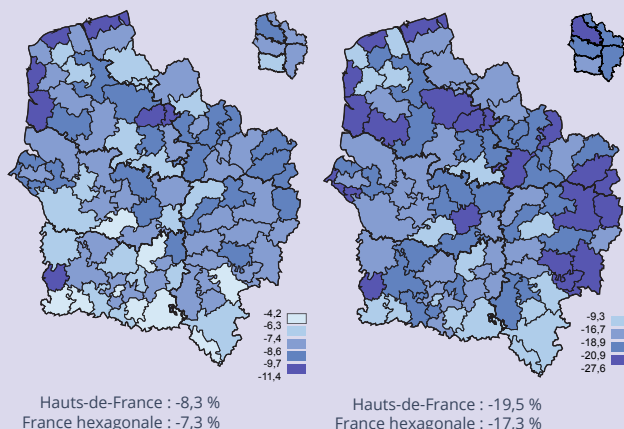 -4,2
-6,3
-7,4
-8,6
-9,7
-11,4
Hauts-de-France : -8,3 %
France hexagonale : -7,3 %
-9,3
-16,7
-18,9
-20,9
-27,6
Hauts-de-France : -19,5 %
France hexagonale : -17,3 %